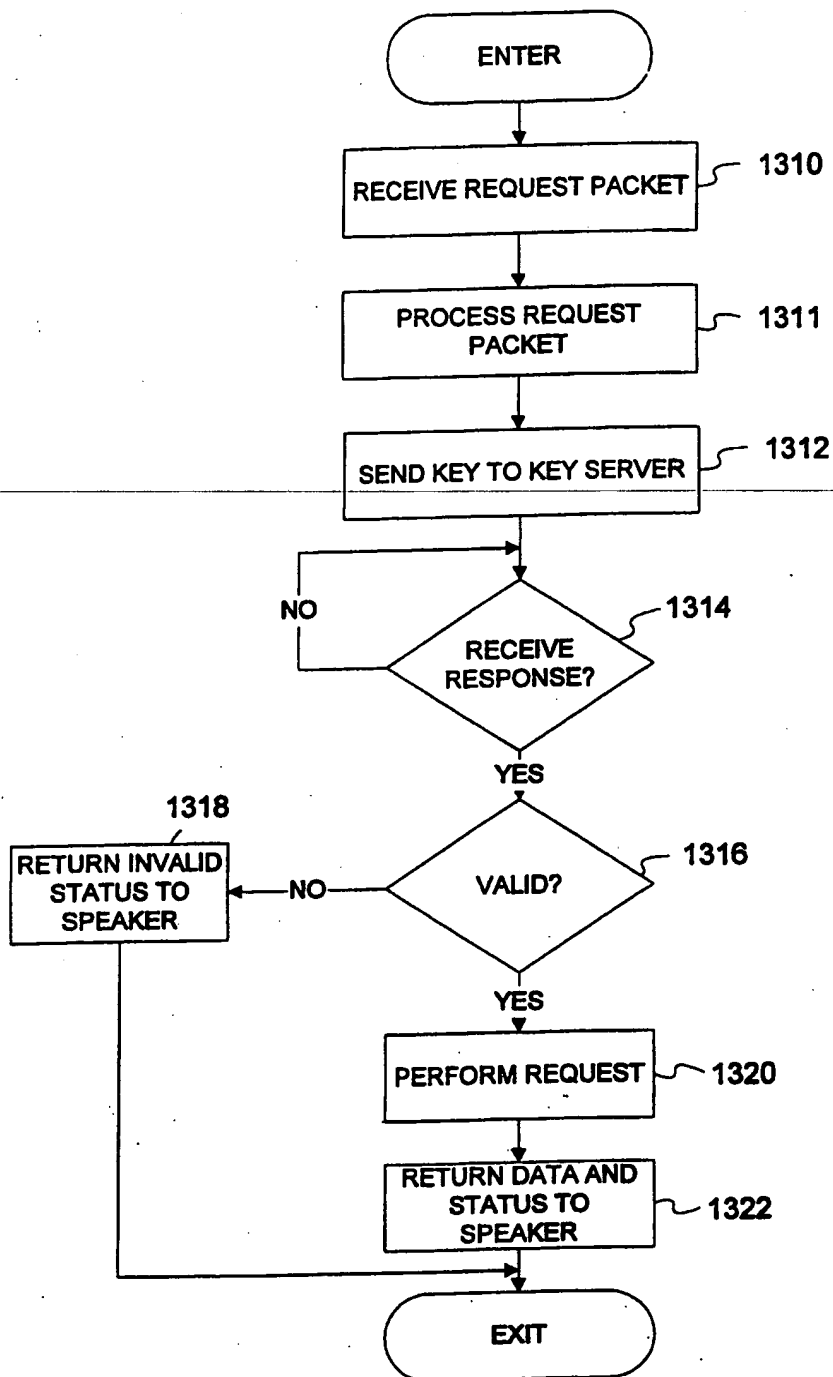 ENTER
RECEIVE REQUEST PACKET
1310
PROCESS REQUEST
PACKET
1311
SEND KEY TO KEY SERVER
1312
NO
RECEIVE
RESPONSE?
1314
YES
1318
RETURN INVALID
STATUS TO
SPEAKER
NO
VALID?
1316
YES
PERFORM REQUEST
1320
RETURN DATA AND
STATUS TO
SPEAKER
1322
EXIT